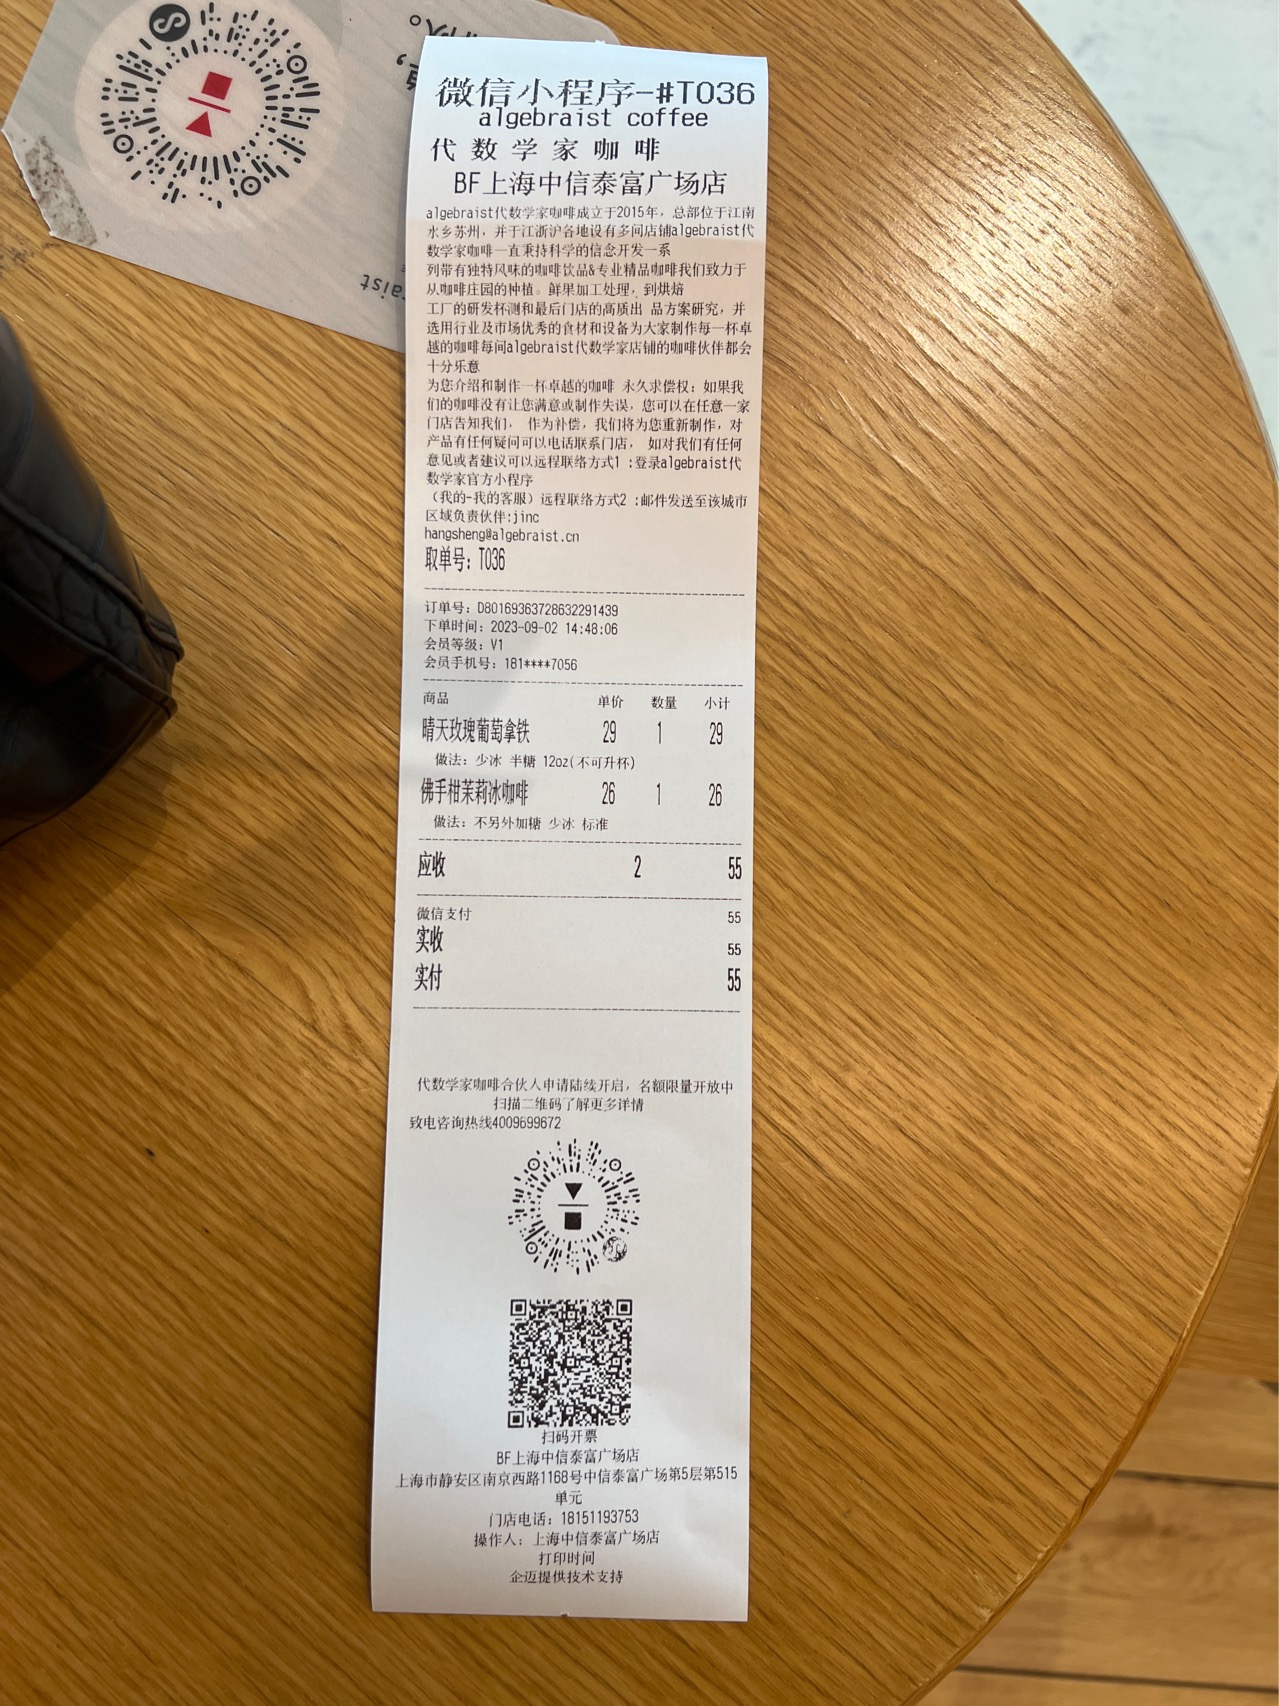 微信小程序-#T036
algebraist coffee
代数学家咖啡
BF上海中信泰富广场店
algebraist代数学家咖啡成立于2015年，总部位于江南
水乡苏州，并于江浙沪各地设有多间店铺algebraist代
数学家咖啡一直秉持科学的信念开发一系
列带有独特风味的咖啡饮品&专业精品咖啡我们致力于
从咖啡庄园的种植。鲜果加工处理，到烘焙
工厂的研发杯测和最后门店的高质出 品方案研究，并
选用行业及市场优秀的食材和设备为大家制作每一杯卓
越的咖啡每间algebraist代数学家店铺的咖啡伙伴都会
十分乐意
为您介绍和制作一杯卓越的咖啡 永久求偿权：如果我
们的咖啡没有让您满意或制作失误，您可以在任意一家
门店告知我们， 作为补偿，我们将为您重新制作，对
产品有任何疑问可以电话联系门店， 如对我们有任何
意见或者建议可以远程联络方式1 :登录algebraist代
数学家官方小程序
（我的-我的客服）远程联络方式2 :邮件发送至该城市
区域负责伙伴:jinc
hangsheng@algebraist.cn
取单号：T036
订单号：D80169363728632291439
下单时间：2023-09-02 14:48:06
会员等级：V1
会员手机号：181****7056
商品 单价 数量 小计
晴天玫瑰葡萄拿铁 29 1 29
做法：少冰 半糖 12oz(不可升杯)
佛手柑茉莉冰咖啡 26 1 26
做法：不另外加糖 少冰 标准
应收 2 55
微信支付 55
实收 55
实付 55
代数学家咖啡合伙人申请陆续开启，名额限量开放中
扫描二维码了解更多详情
致电咨询热线4009699672
扫码开票
BF上海中信泰富广场店
上海市静安区南京西路1168号中信泰富广场第5层第515
单元
门店电话：18151193753
操作人：上海中信泰富广场店
打印时间
企迈提供技术支持